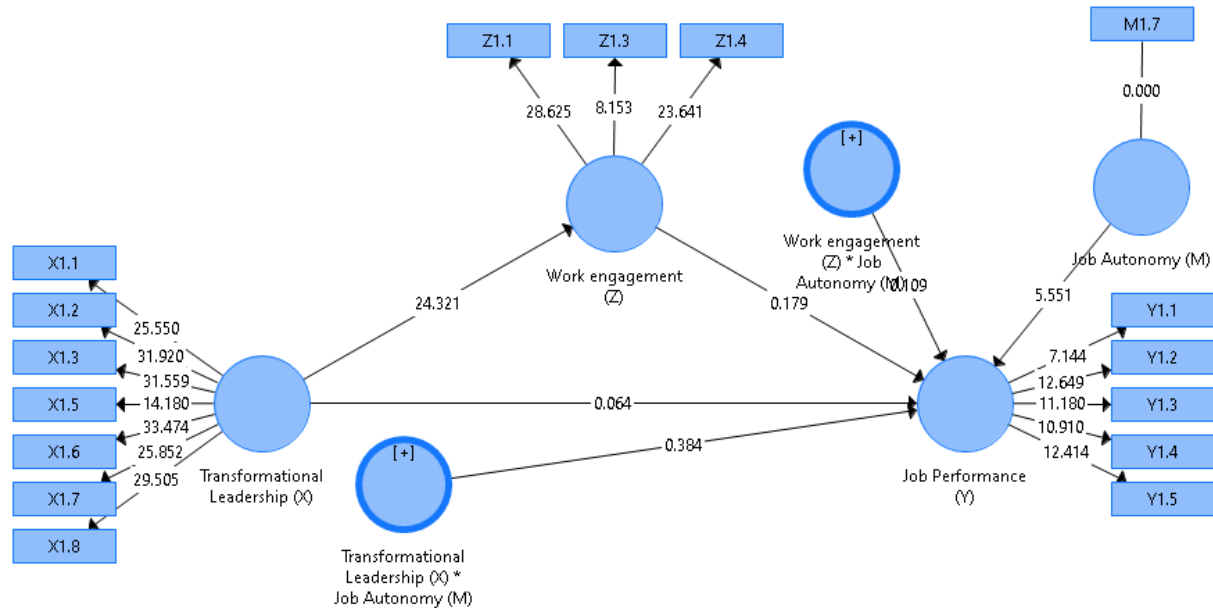 Z1.1
Z1.3
Z1.4
M1.7
28.625
8.153
23.641
0.000
[+]
Work engagement
(Z)
Work engagement
(Z) * Job
Autonomy (M)
0.109
Job Autonomy (M)
24.321
0.179
5.551
X1.1
X1.2
X1.3
X1.5
X1.6
X1.7
X1.8
25.550
31.920
31.559
14.180
33.474
25.852
29.505
Transformational
Leadership (X)
0.064
0.384
[+]
Transformational
Leadership (X) *
Job Autonomy (M)
Job Performance
(Y)
7.144
12.649
11.180
10.910
12.414
Y1.1
Y1.2
Y1.3
Y1.4
Y1.5